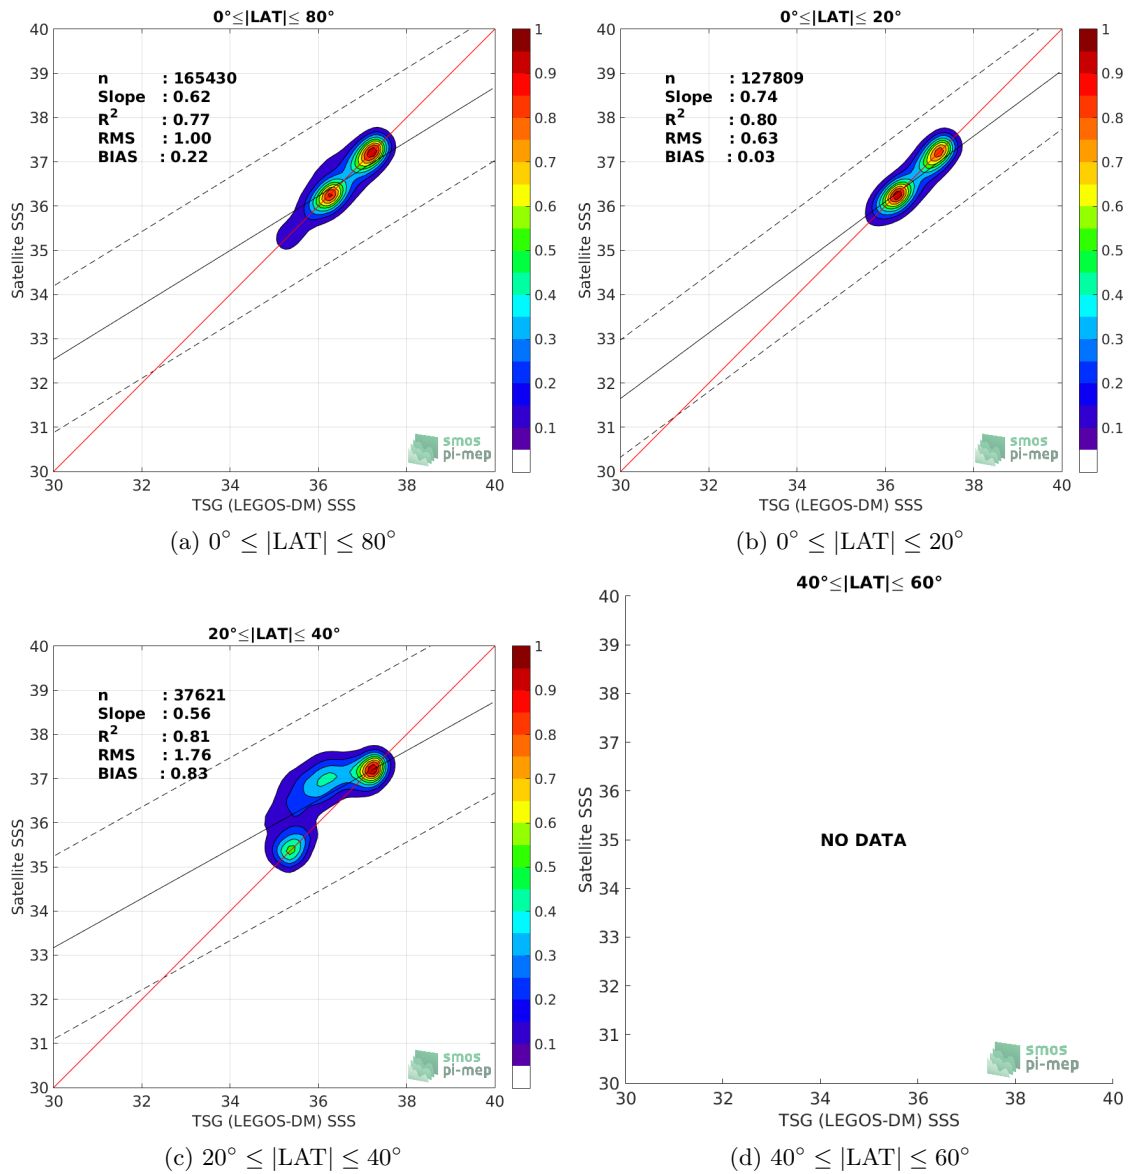 0°≤|LAT|≤ 80°
n : 165430
Slope : 0.62
R2 : 0.77
RMS : 1.00
BIAS : 0.22
Satellite SSS
40
39
38
37
36
35
34
33
32
31
30
30 32 34 36 38 40
TSG (LEGOS-DM) SSS
1
0.9
0.8
0.7
0.6
0.5
0.4
0.3
0.2
0.1
smos
pi-mep
(a) 0° ≤ |LAT| ≤ 80°
0°≤|LAT|≤ 20°
n : 127809
Slope : 0.74
R2 : 0.80
RMS : 0.63
BIAS : 0.03
Satellite SSS
40
39
38
37
36
35
34
33
32
31
30
30 32 34 36 38 40
TSG (LEGOS-DM) SSS
1
0.9
0.8
0.7
0.6
0.5
0.4
0.3
0.2
0.1
smos
pi-mep
(b) 0° ≤ |LAT| ≤ 20°
20°≤|LAT|≤ 40°
n : 37621
Slope : 0.56
R2 : 0.81
RMS : 1.76
BIAS : 0.83
Satellite SSS
40
39
38
37
36
35
34
33
32
31
30
30 32 34 36 38 40
TSG (LEGOS-DM) SSS
1
0.9
0.8
0.7
0.6
0.5
0.4
0.3
0.2
0.1
smos
pi-mep
(c) 20° ≤ |LAT| ≤ 40°
40°≤|LAT|≤ 60°
NO DATA
Satellite SSS
40
39
38
37
36
35
34
33
32
31
30
30 32 34 36 38 40
TSG (LEGOS-DM) SSS
smos
pi-mep
(d) 40° ≤ |LAT| ≤ 60°